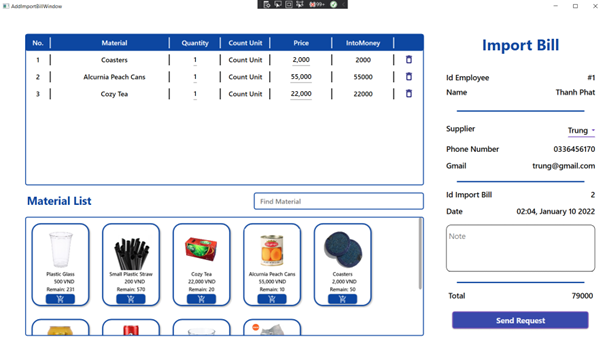 AddImportBillWindow
99+
No. Material Quantity Count Unit Price IntoMoney
1 Coasters 1 Count Unit 2,000 2000
2 Alcurnia Peach Cans 1 Count Unit 55,000 55000
3 Cozy Tea 1 Count Unit 22,000 22000
Material List
Find Material
Plastic Glass
500 VND
Remain: 231
Small Plastic Straw
200 VND
Remain: 570
Cozy Tea
22,000 VND
Remain: 20
Alcurnia Peach Cans
55,000 VND
Remain: 10
Coasters
2,000 VND
Remain: 50
Import Bill
Id Employee #1
Name Thanh Phat
Supplier Trung
Phone Number 0336456170
Gmail trung@gmail.com
Id Import Bill 2
Date 02:04, January 10 2022
Note
Total 79000
Send Request